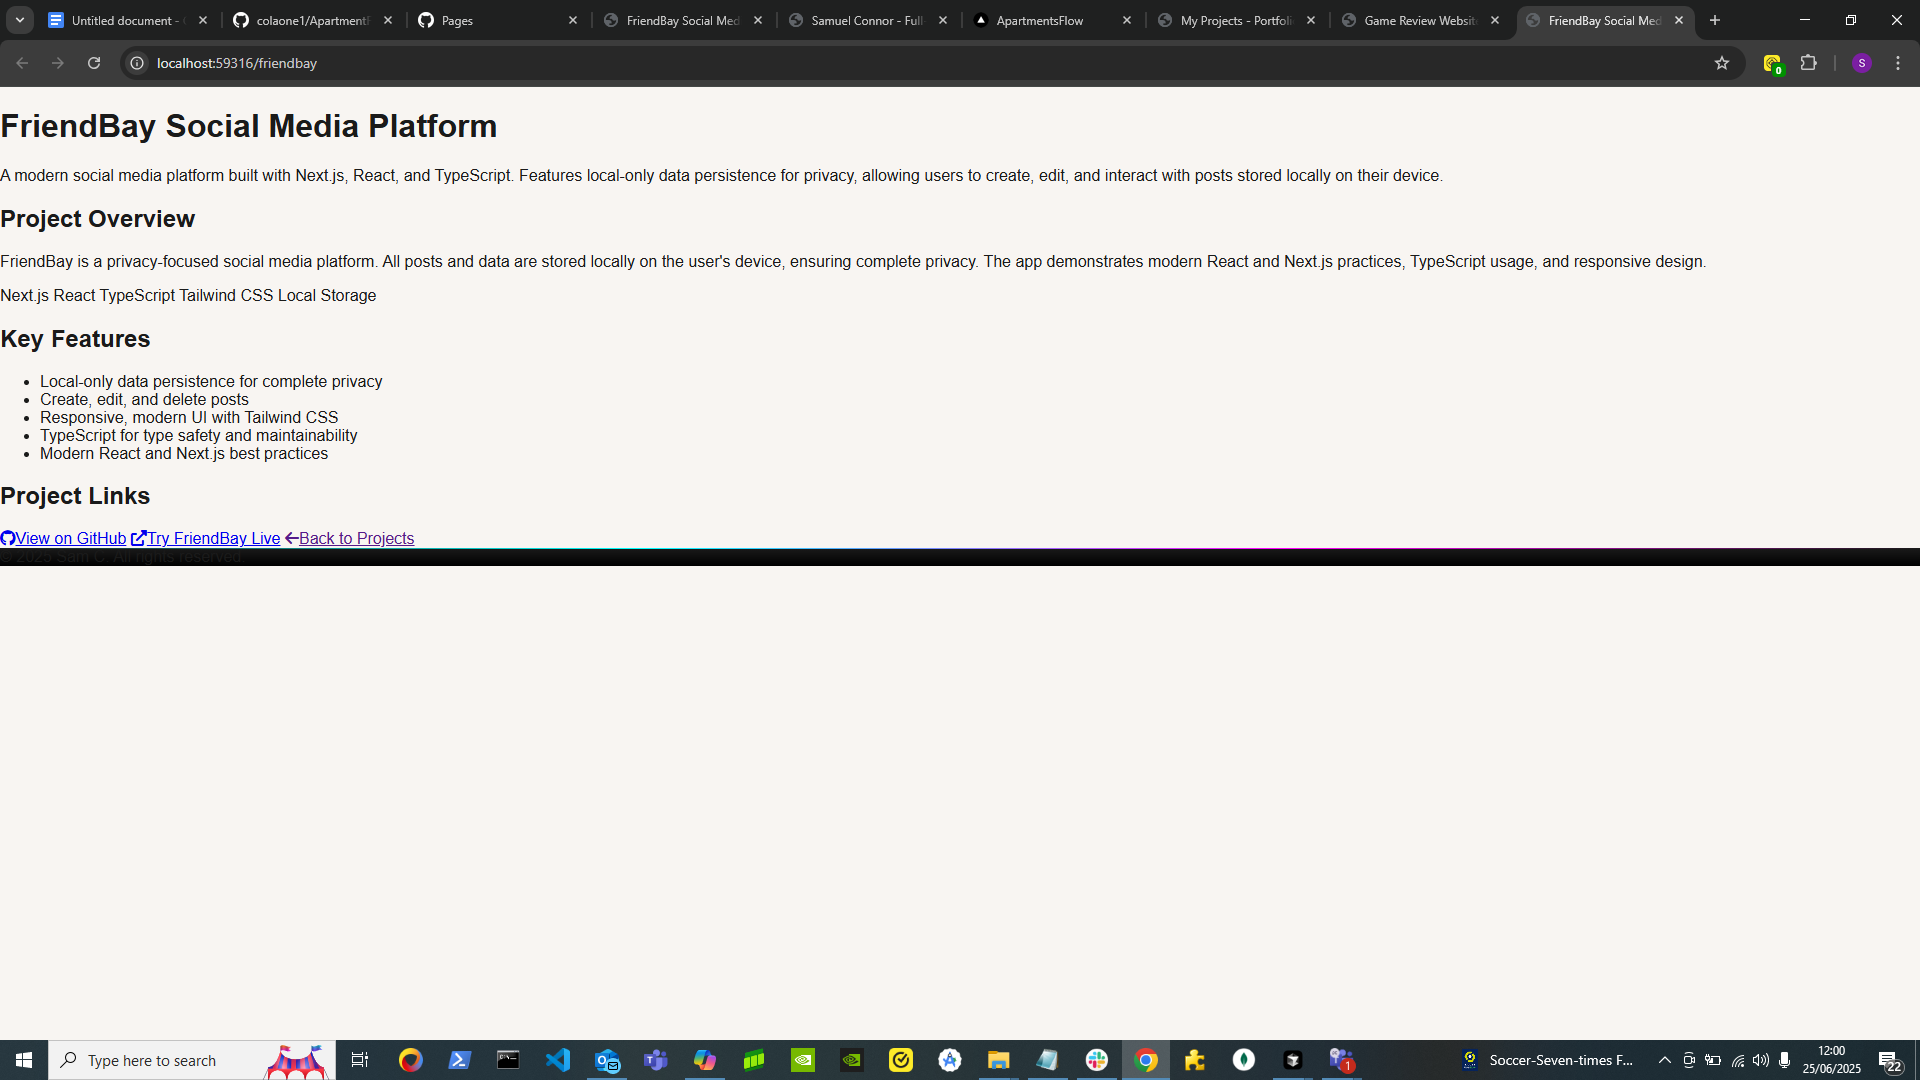 Untitled document -
colaone1/Apartment
Pages
FriendBay Social Med
Samuel Connor - Full
ApartmentsFlow
My Projects - Portfoli
Game Review Websit
FriendBay Social Med
localhost:59316/friendbay
0
S
FriendBay Social Media Platform
A modern social media platform built with Next.js, React, and TypeScript. Features local-only data persistence for privacy, allowing users to create, edit, and interact with posts stored locally on their device.
Project Overview
FriendBay is a privacy-focused social media platform. All posts and data are stored locally on the user's device, ensuring complete privacy. The app demonstrates modern React and Next.js practices, TypeScript usage, and responsive design.
Next.js React TypeScript Tailwind CSS Local Storage
Key Features
Local-only data persistence for complete privacy
Create, edit, and delete posts
Responsive, modern UI with Tailwind CSS
TypeScript for type safety and maintainability
Modern React and Next.js best practices
Project Links
View on GitHub Try FriendBay Live Back to Projects
© 2025 Sam C. All rights reserved.
Type here to search
1
Soccer-Seven-times F...
12:00
25/06/2025
22